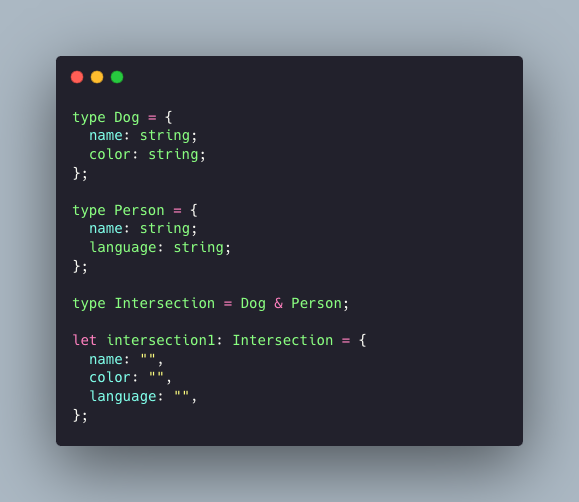 type Dog = {
  name: string;
  color: string;
};

type Person = {
  name: string;
  language: string;
};

type Intersection = Dog & Person;

let intersection1: Intersection = {
  name: "",
  color: "",
  language: "",
};